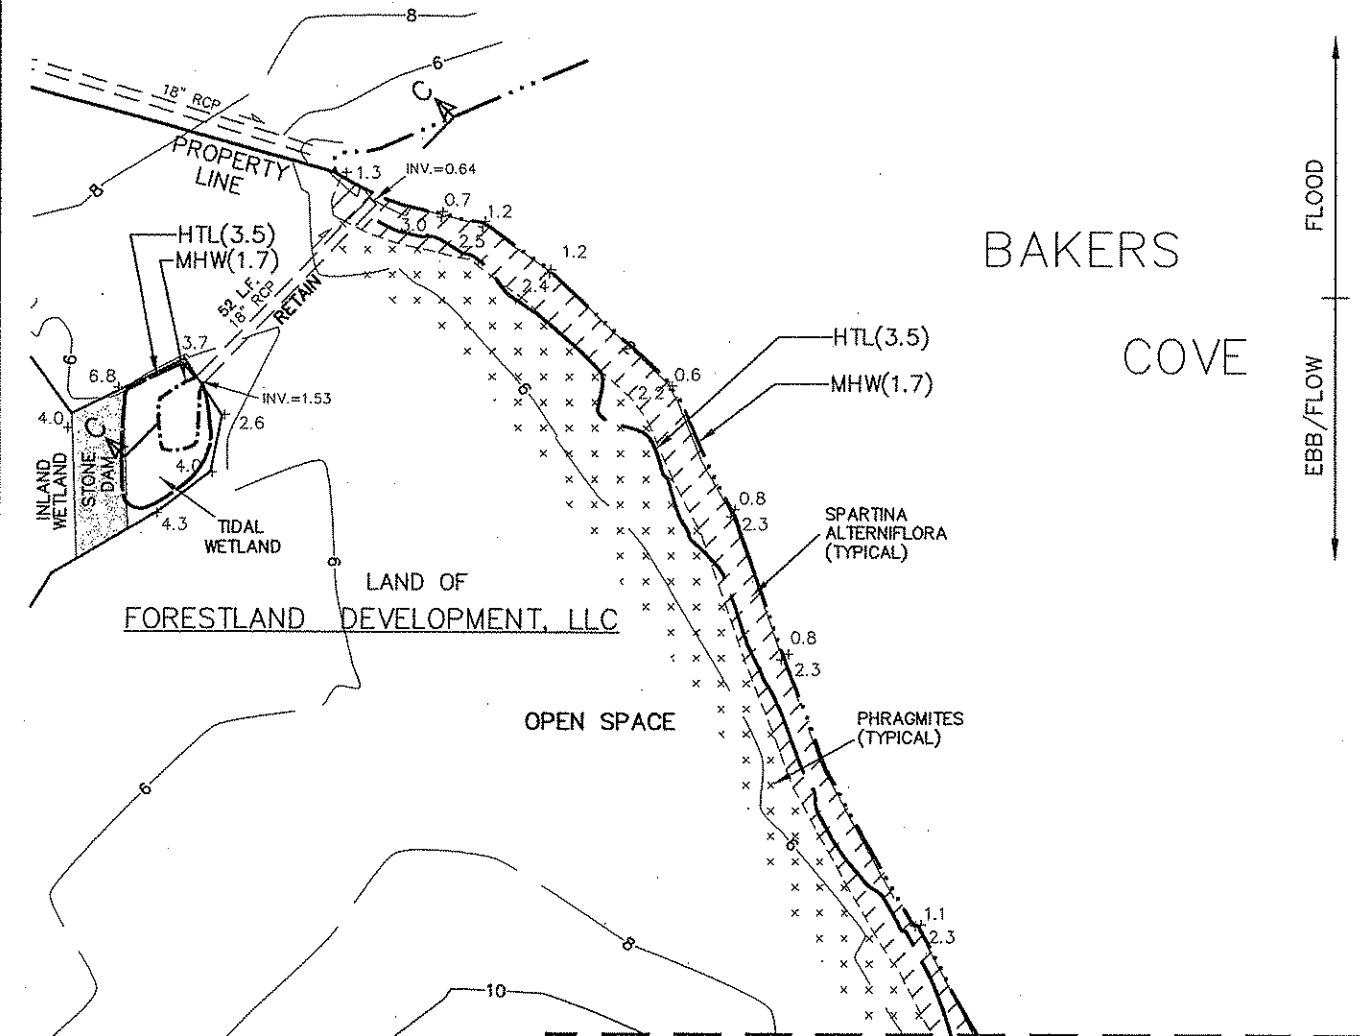 8
6
C
18" RCP
PROPERTY
LINE
8
1.3
INV.=0.64
0.7
1.2
3.0
2.5
1.2
2.4
FLOOD
BAKERS
COVE
EBB/FLOW
HTL(3.5)
MHW(1.7)
52 L.F.
18" RCP
RETAIN
6
3.7
6.8
INV.=1.53
4.0
2.6
C
4.0
INLAND
WETLAND
STONE
DAM
4.3
TIDAL
WETLAND
6
HTL(3.5)
MHW(1.7)
0.6
2.2
6
0.8
2.3
SPARTINA
ALTERNIFLORA
(TYPICAL)
LAND OF
FORESTLAND DEVELOPMENT, LLC
0.8
2.3
OPEN SPACE
PHRAGMITES
(TYPICAL)
6
6
8
1.1
2.3
10